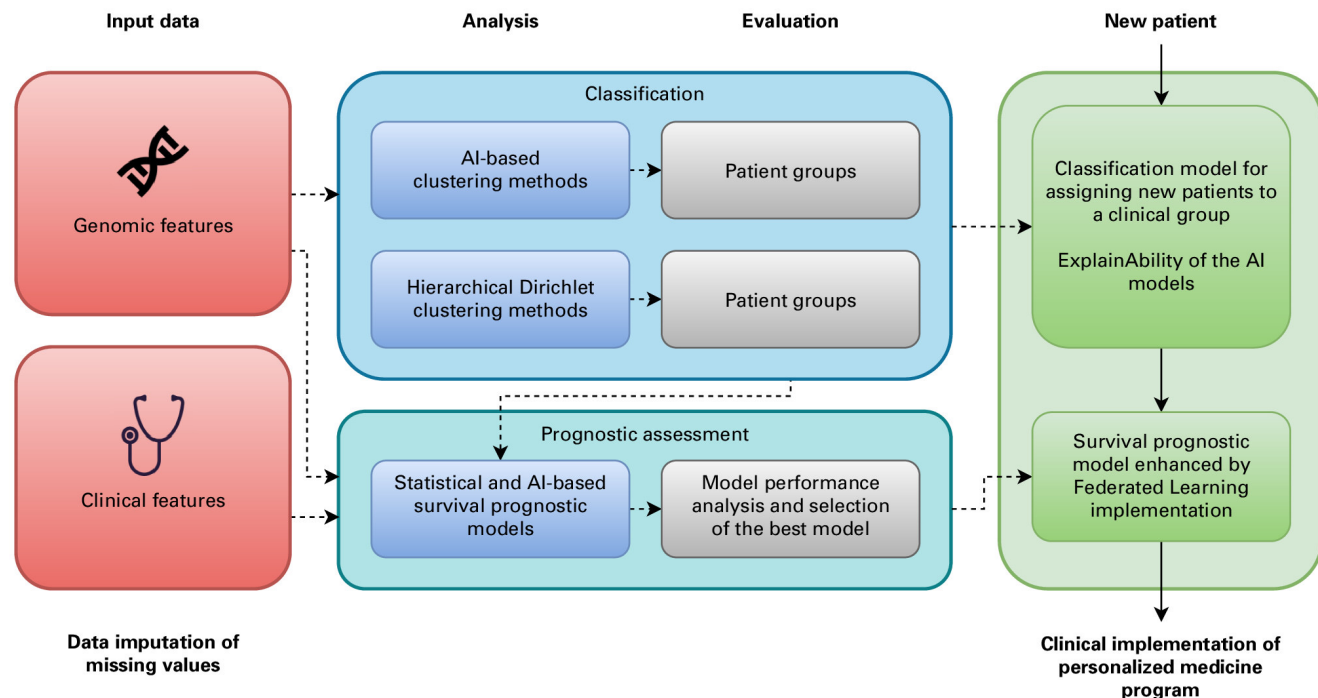 Input data
Analysis
Evaluation
New patient
Genomic features
Clinical features
Data imputation of
missing values
Classification
AI-based
clustering methods
Patient groups
Hierarchical Dirichlet
clustering methods
Patient groups
Prognostic assessment
Statistical and AI-based
survival prognostic
models
Model performance
analysis and selection
of the best model
Classification model for
assigning new patients to
a clinical group
ExplainAbility of the AI
models
Survival prognostic
model enhanced by
Federated Learning
implementation
Clinical implementation of
personalized medicine
program